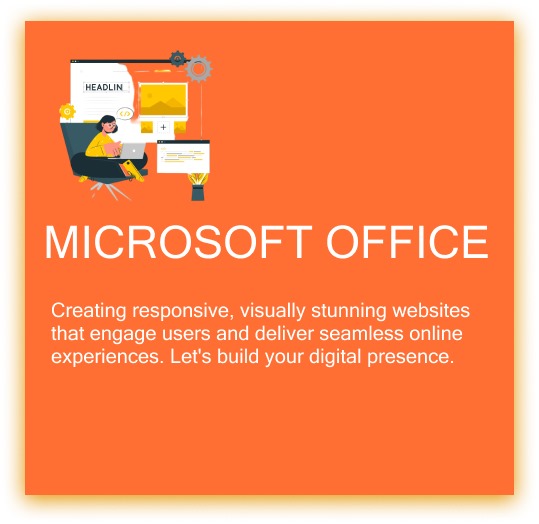 HEADLIN
</>
MICROSOFT OFFICE
Creating responsive, visually stunning websites
that engage users and deliver seamless online
experiences. Let's build your digital presence.